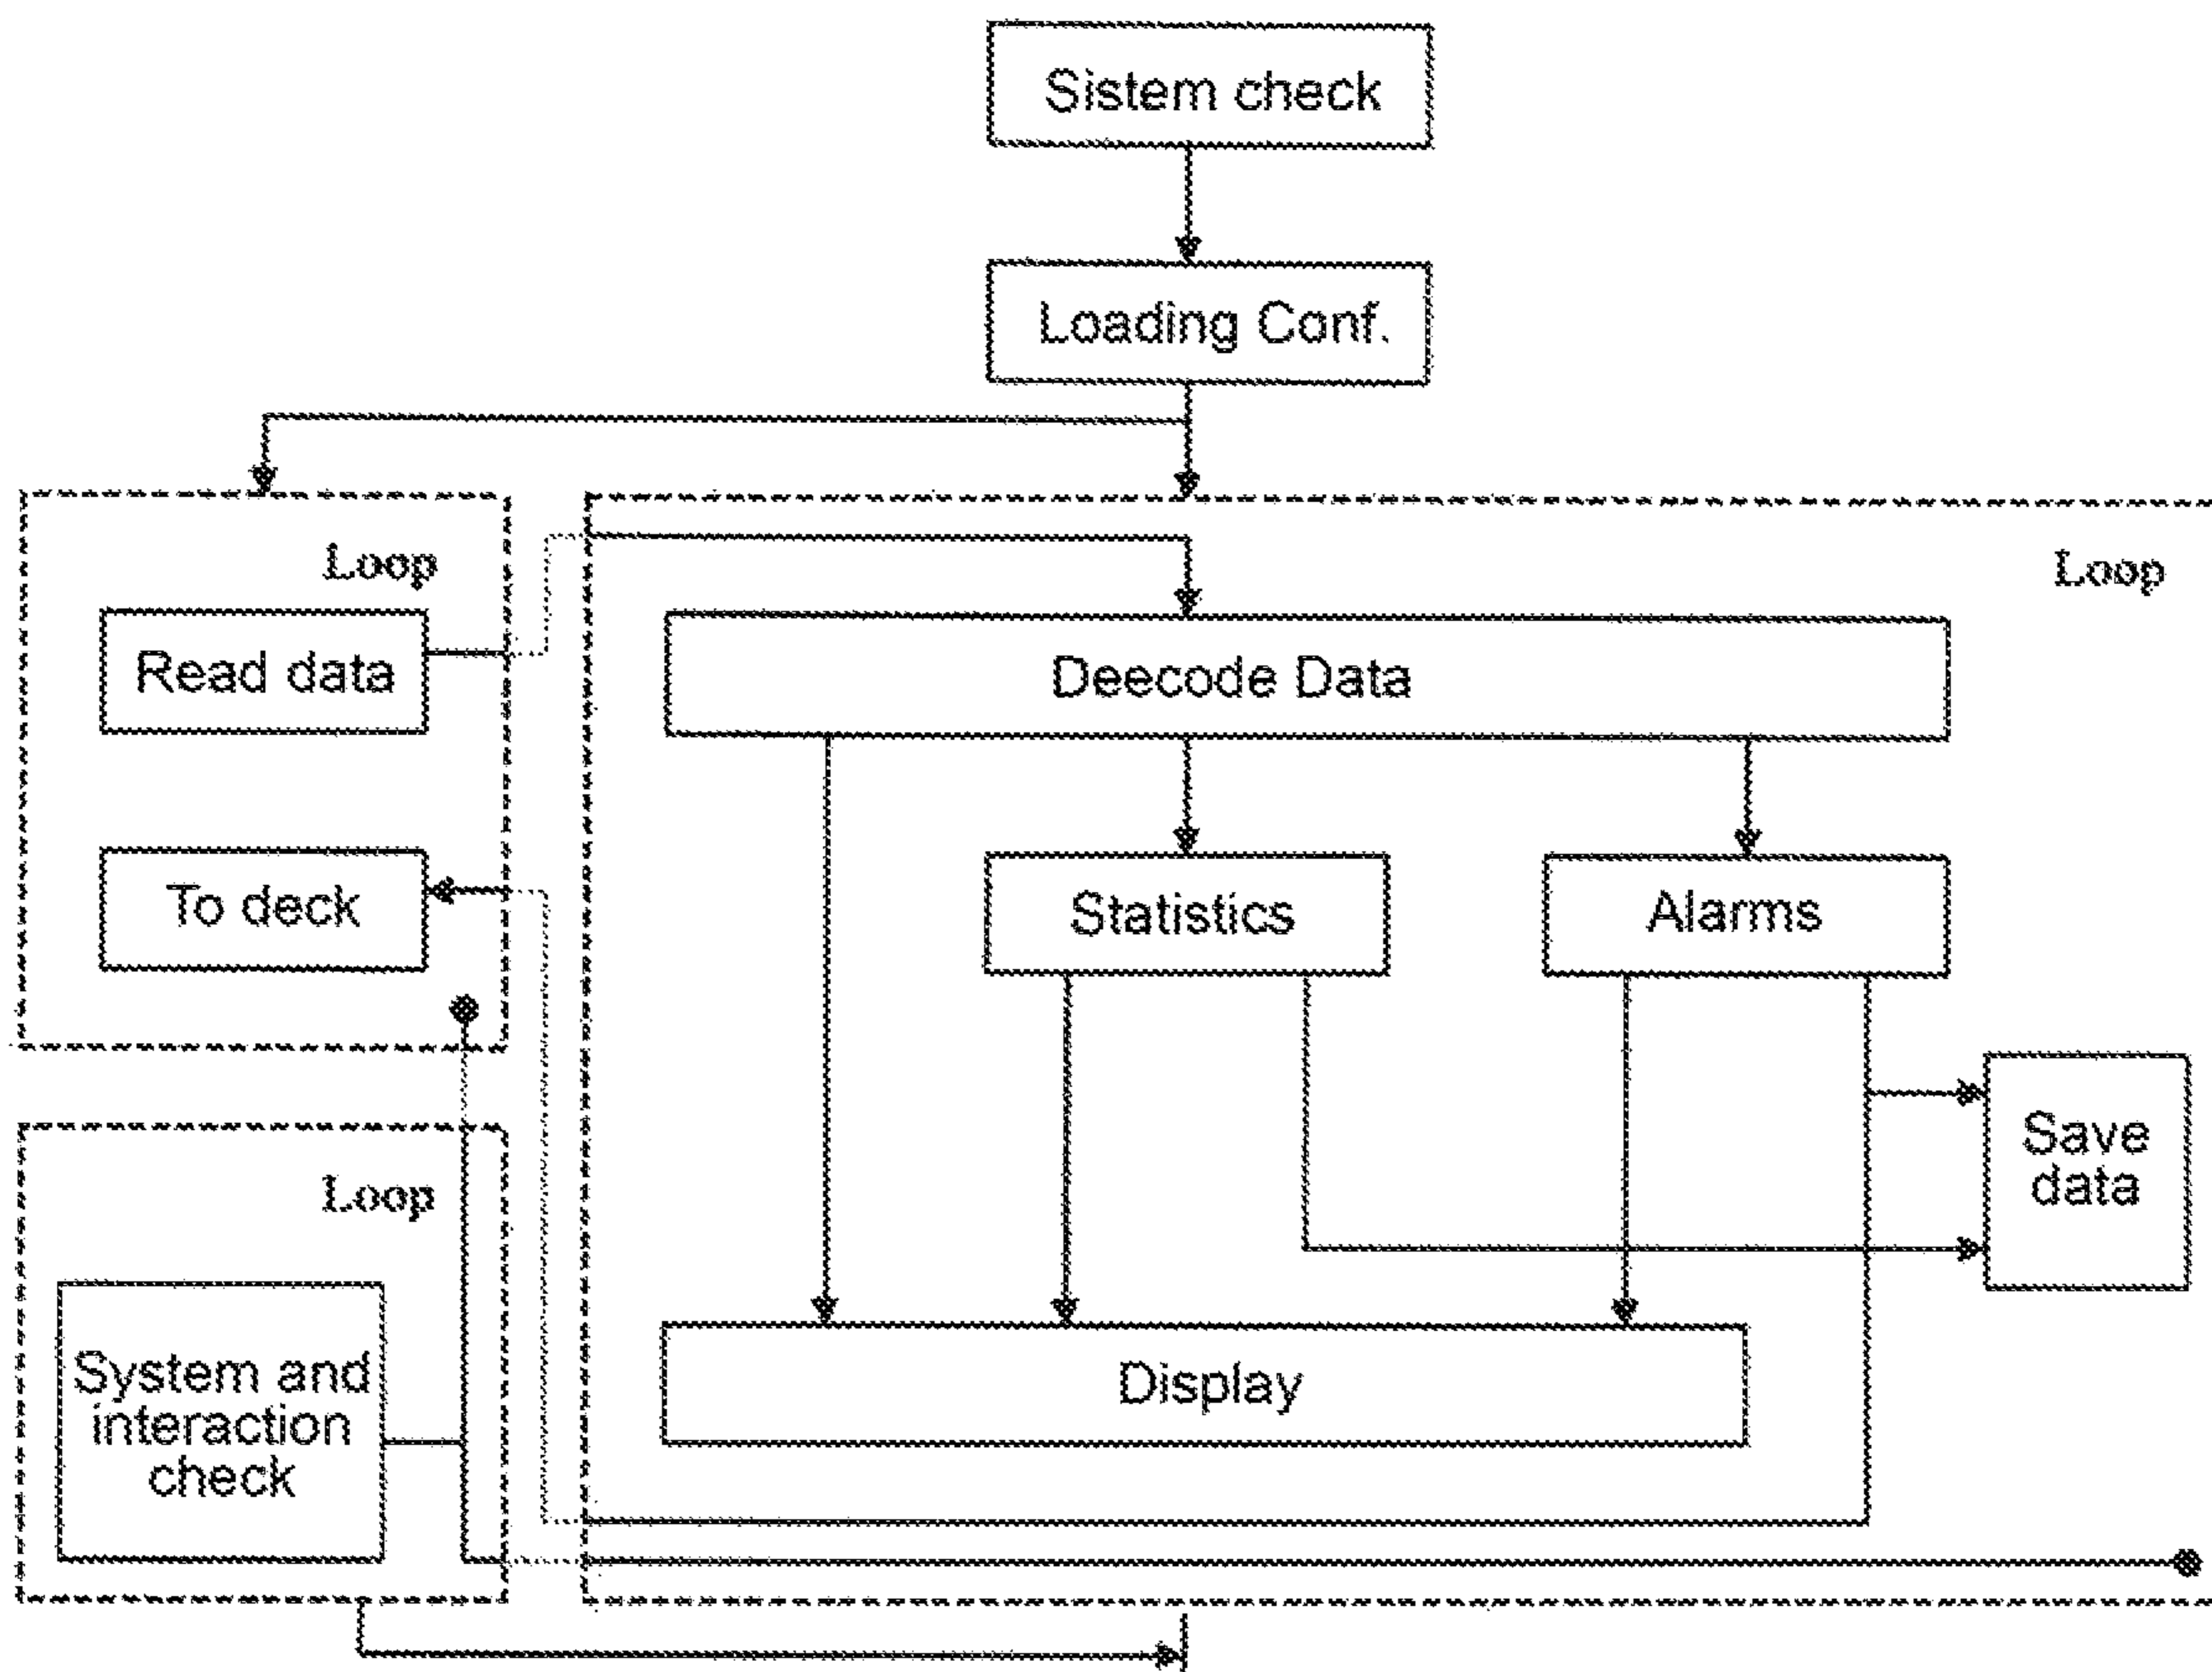 Sistem check
Loading Conf.
Loop
Loop
Read data
Deecode Data
To deck
Statistics
Alarms
Save
data
Loop
System and
interaction
check
Display